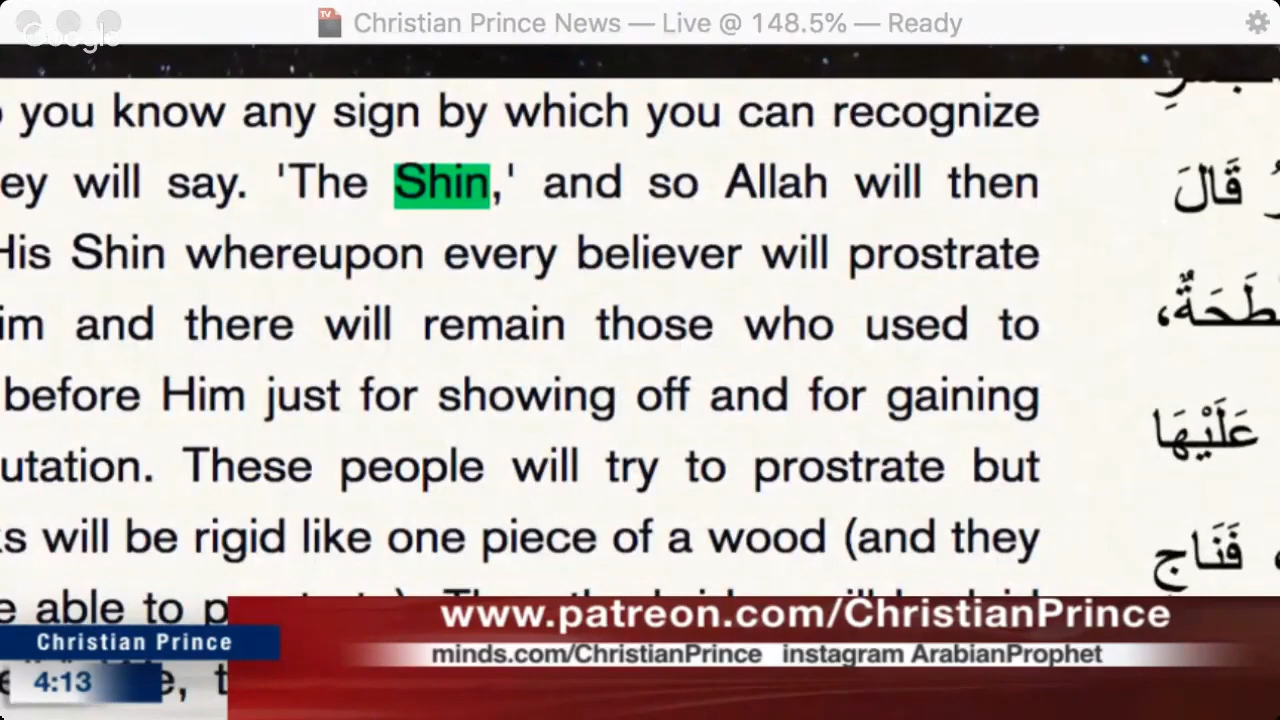 Google
Christian Prince News — Live @ 148.5% — Ready
you know any sign by which you can recognize
ey will say. 'The Shin,' and so Allah will then
His Shin whereupon every believer will prostrate
im and there will remain those who used to
before Him just for showing off and for gaining
utation. These people will try to prostrate but
ks will be rigid like one piece of a wood (and they
e able to p
قَالَ
عَلَيْهَا
فَنَاجٍ
www.patreon.com/ChristianPrince
Christian Prince
minds.com/ChristianPrince instagram ArabianProphet
4:13